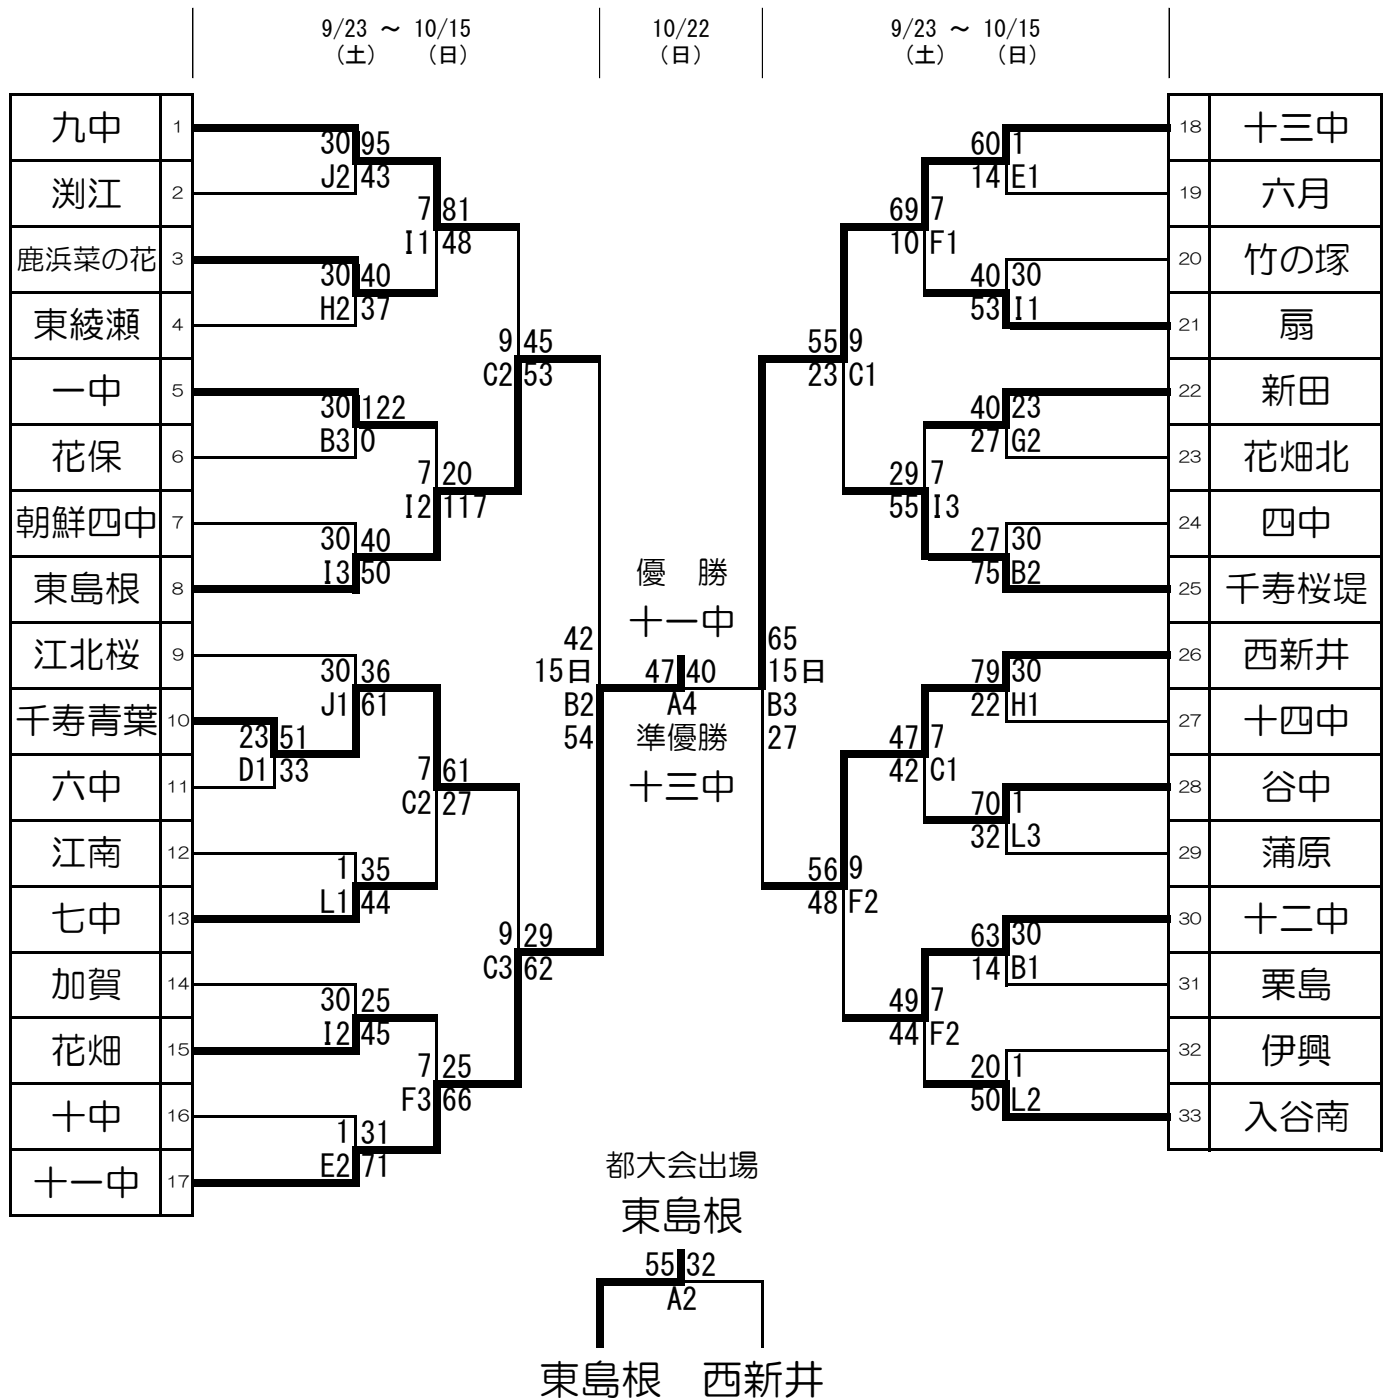 9/23 ～ 10/15
（土） （日）
10/22
（日）
9/23 ～ 10/15
（土） （日）
九中 1
渕江 2
鹿浜菜の花 3
東綾瀬 4
一中 5
花保 6
朝鮮四中 7
東島根 8
江北桜 9
千寿青葉 10
六中 11
江南 12
七中 13
加賀 14
花畑 15
十中 16
十一中 17
30 95
J2 43
30 40
H2 37
30 122
B3 0
30 40
I3 50
30 36
J1 61
23 51
D1 33
1 35
L1 44
30 25
I2 45
1 31
E2 71
7 81
I1 48
7 20
I2 117
7 61
C2 27
7 25
F3 66
9 45
C2 53
9 29
C3 62
42
15日
B2
54
優 勝
十一中
47 40
A4
準優勝
十三中
65
15日
B3
27
55 9
23 C1
56 9
48 F2
69 7
10 F1
29 7
55 I3
47 7
42 C1
49 7
44 F2
60 1
14 E1
40 30
53 I1
40 23
27 G2
27 30
75 B2
79 30
22 H1
70 1
32 L3
63 30
14 B1
20 1
50 L2
18 十三中
19 六月
20 竹の塚
21 扇
22 新田
23 花畑北
24 四中
25 千寿桜堤
26 西新井
27 十四中
28 谷中
29 蒲原
30 十二中
31 栗島
32 伊興
33 入谷南
都大会出場
東島根
55 32
A2
東島根 西新井